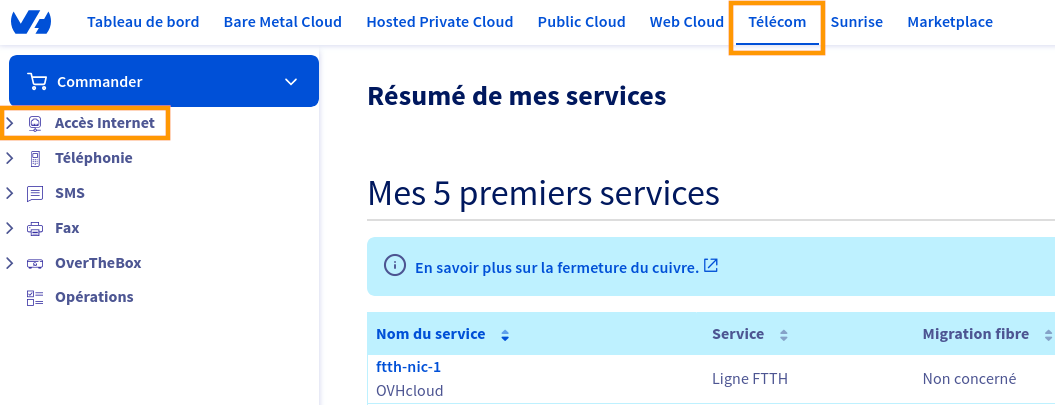 Tableau de bord Bare Metal Cloud Hosted Private Cloud Public Cloud Web Cloud Télécom Sunrise Marketplace
Commander
Accès Internet
Téléphonie
SMS
Fax
OverTheBox
Opérations
Résumé de mes services
Mes 5 premiers services
En savoir plus sur la fermeture du cuivre.
Nom du service Service Migration fibre
ftth-nic-1
OVHcloud
Ligne FTTH
Non concerné